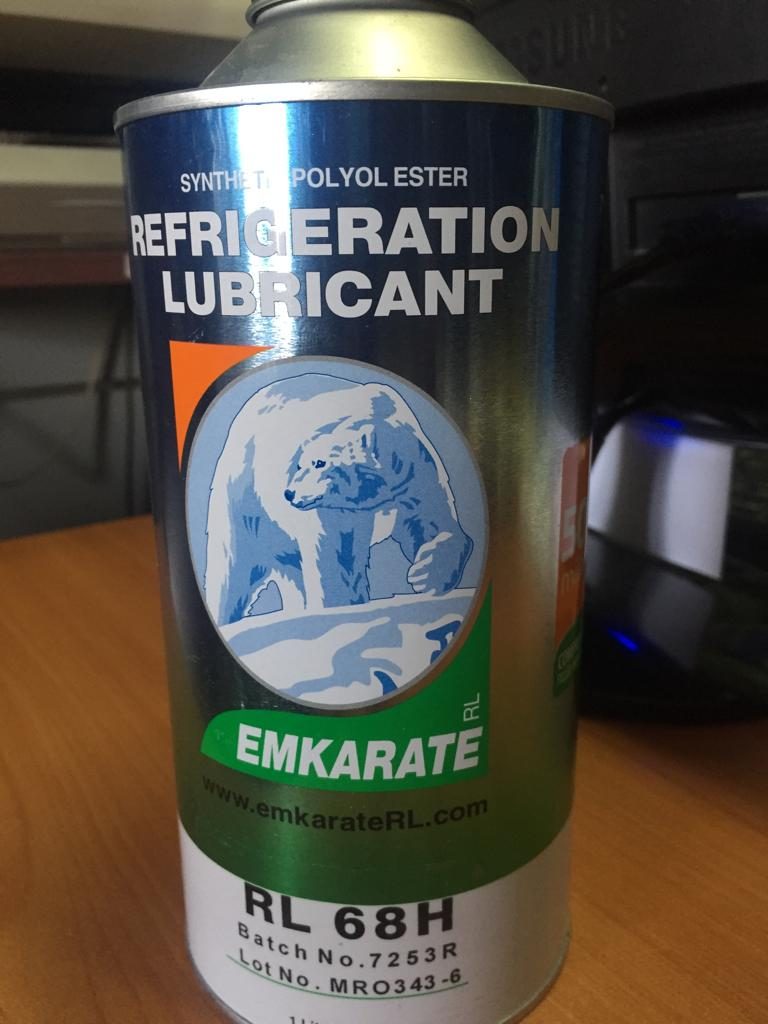 SYNTHETIC POLYOL ESTER
REFRIGERATION
LUBRICANT
RL
EMKARATE
www.emkarateRL.com
RL 68H
Batch No.7253R
Lot No. MRO343-6